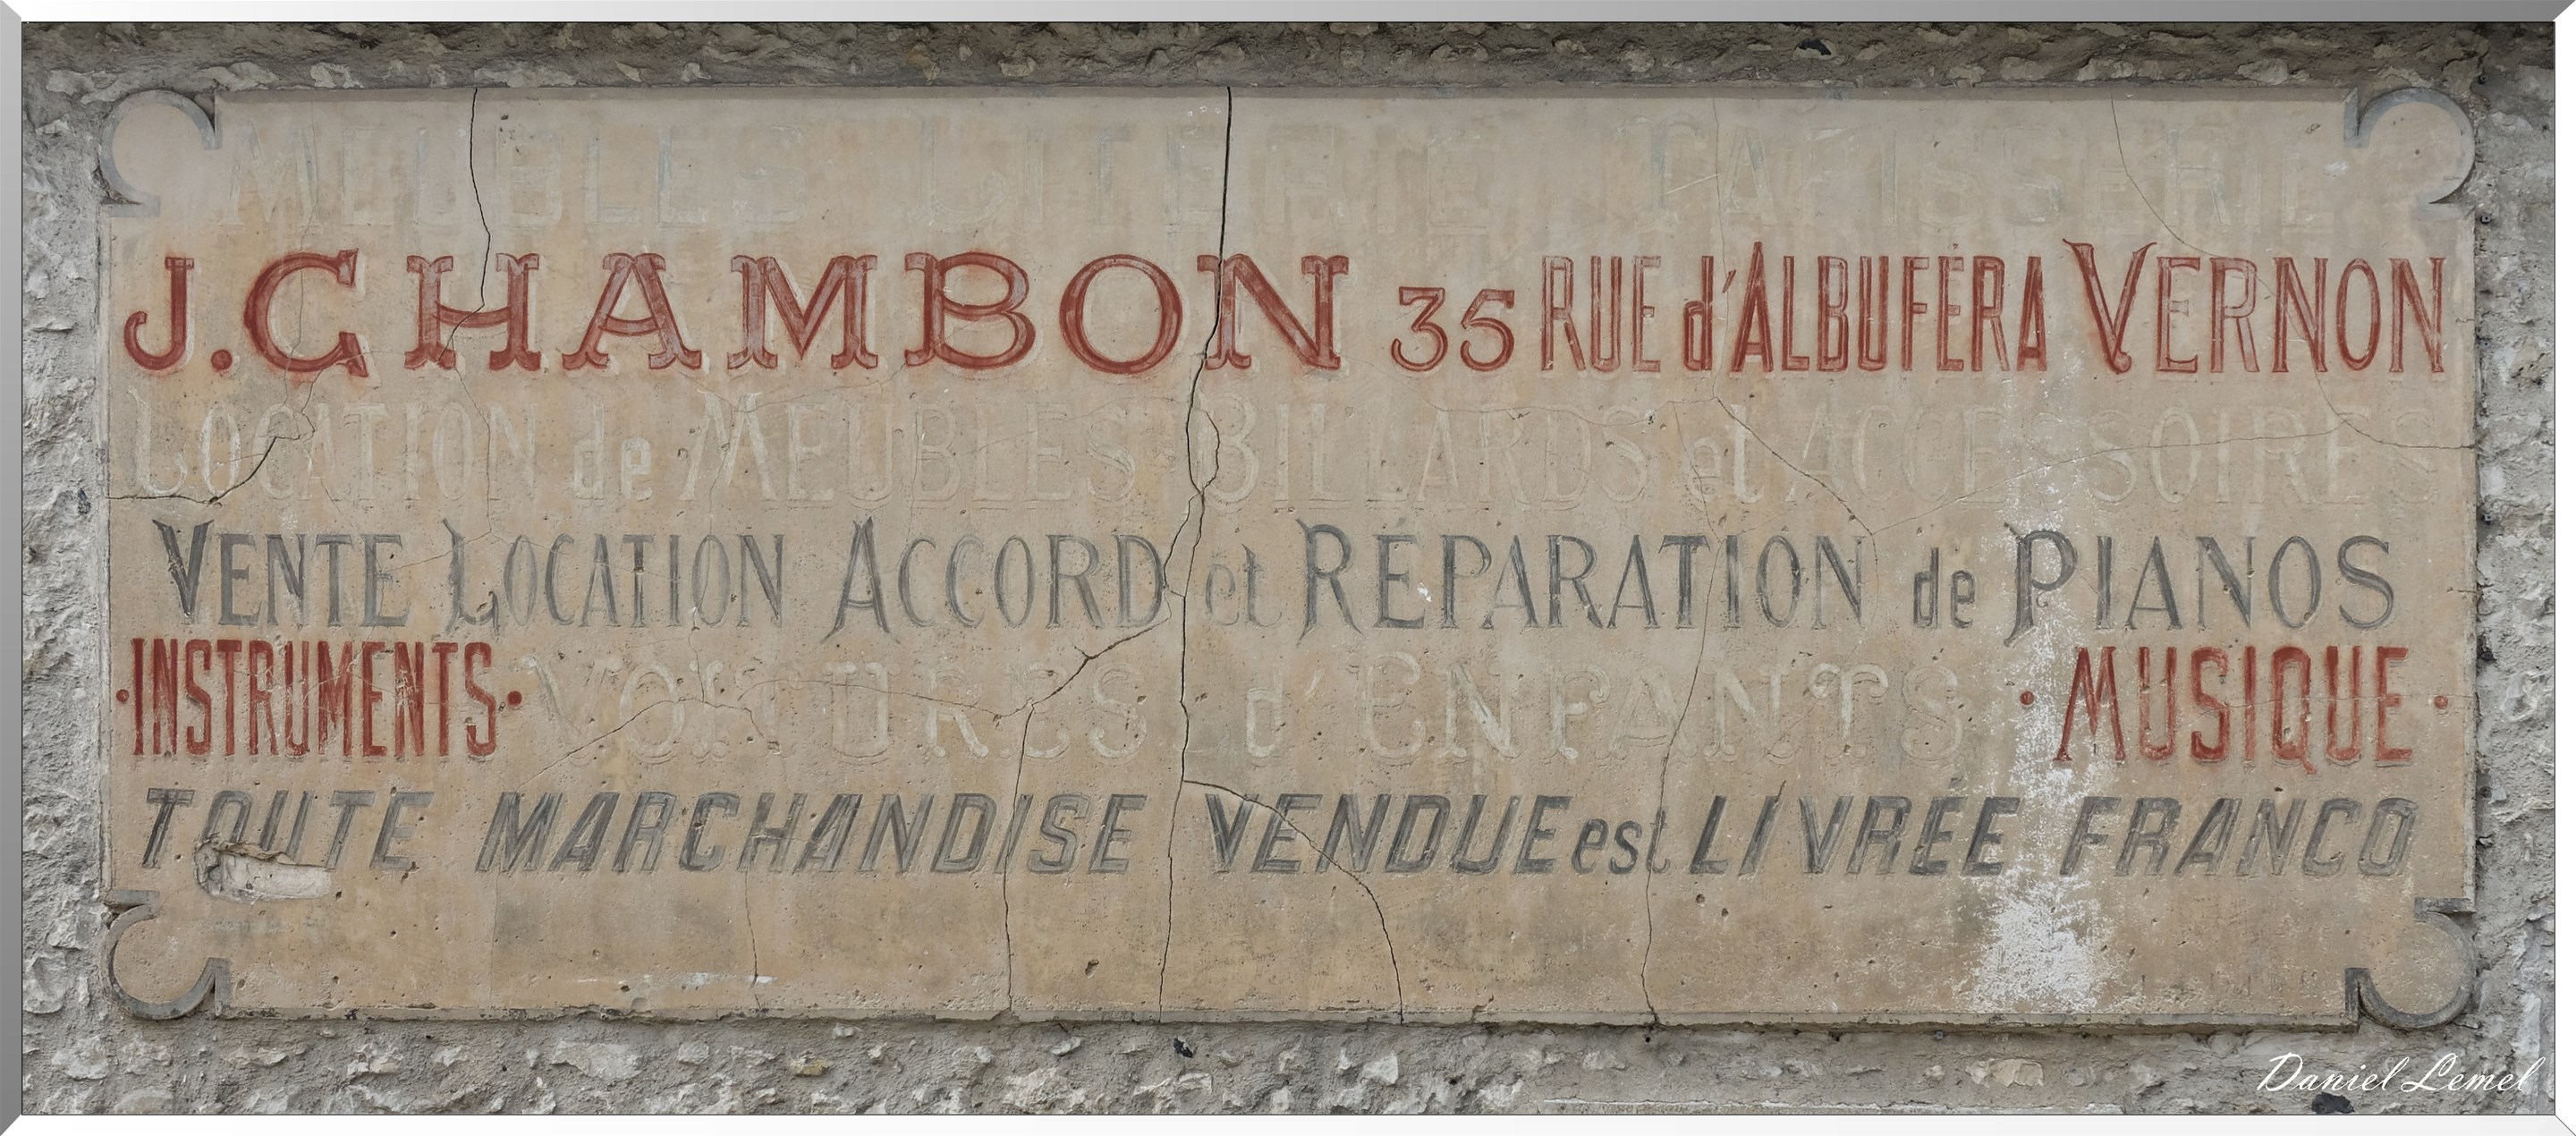 MEUBLES LITERIE TAPISSERIE
J. CHAMBON 35 RUE d'ALBUFÉRA VERNON
LOCATION de MEUBLES BILLARDS et ACCESSOIRES
VENTE LOCATION ACCORD et RÉPARATION de PIANOS
•INSTRUMENTS• VOITURES d'ENFANTS •MUSIQUE•
TOUTE MARCHANDISE VENDUE est LIVRÉE FRANCO
Daniel Lemel